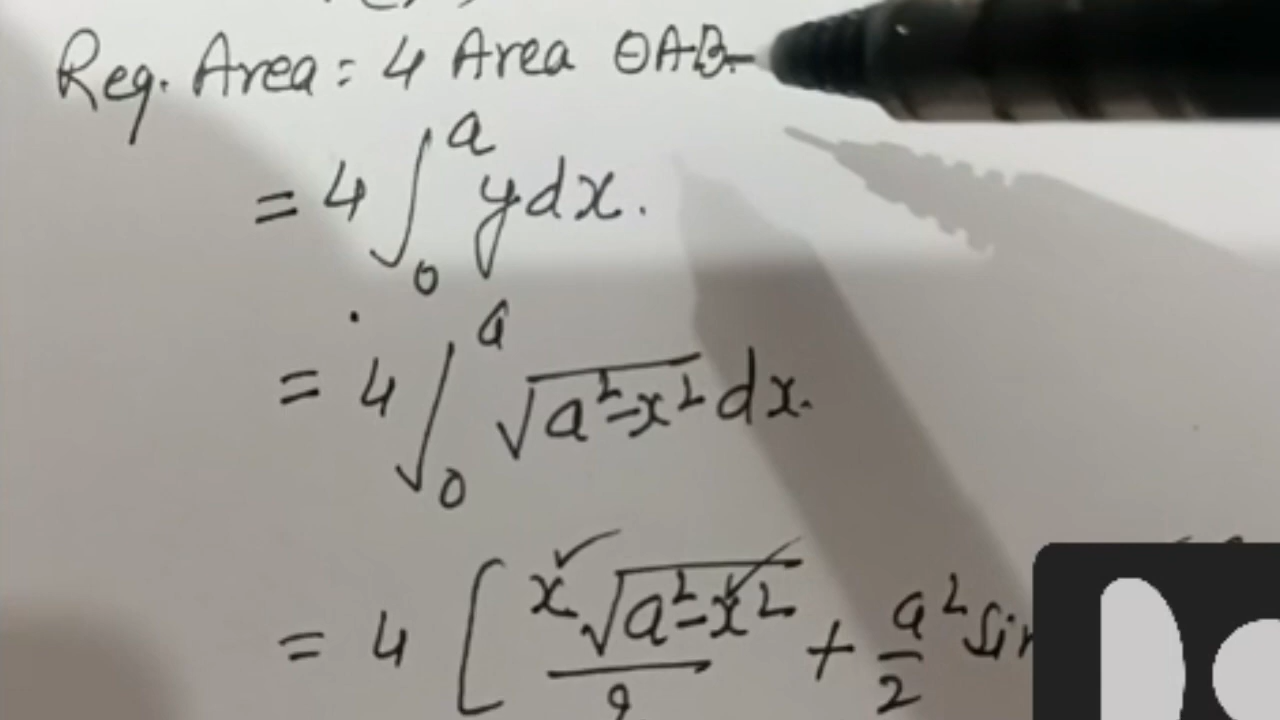 Req. Area = 4 Area OAB
= 4 ∫₀ᵃ y dx.
= 4 ∫₀ᵃ √(a²-x²) dx.
= 4 [ x√(a²-x²)/2 + a²/2 Sin